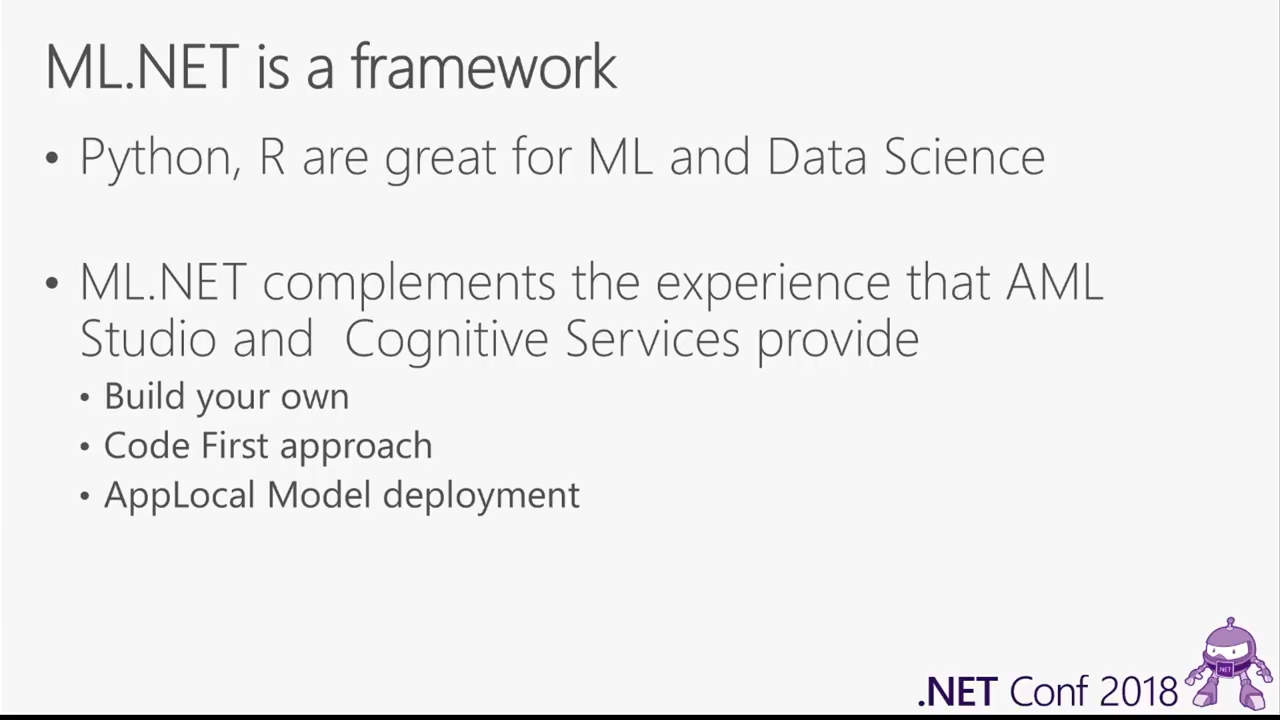 ML.NET is a framework
• Python, R are great for ML and Data Science
• ML.NET complements the experience that AML
Studio and  Cognitive Services provide
• Build your own
• Code First approach
• AppLocal Model deployment
.NET Conf 2018
.NET